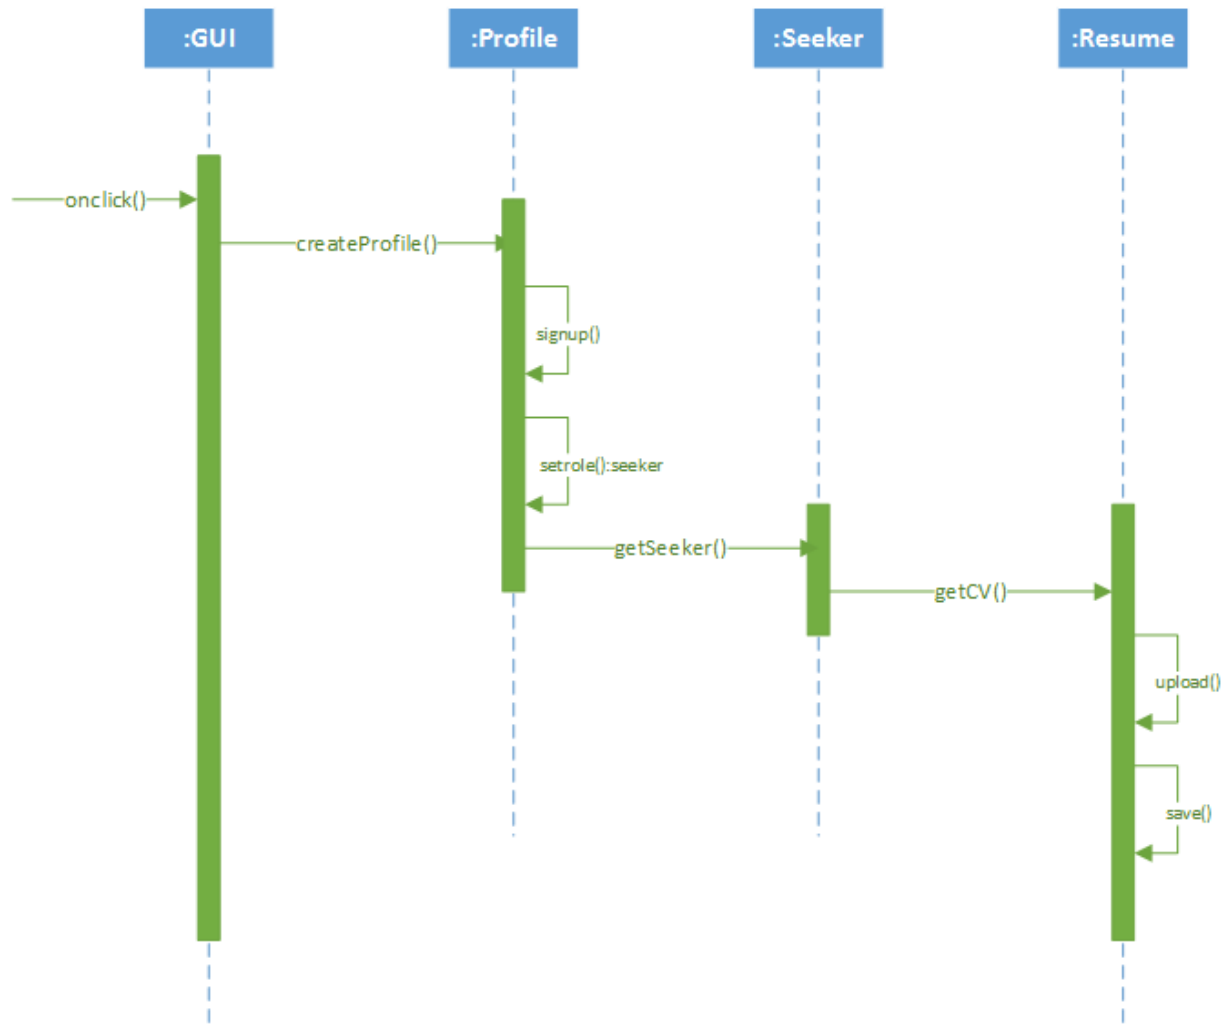 :GUI
:Profile
:Seeker
:Resume
onclick()
createProfile()
signup()
setrole():seeker
getSeeker()
getCV()
upload()
save()